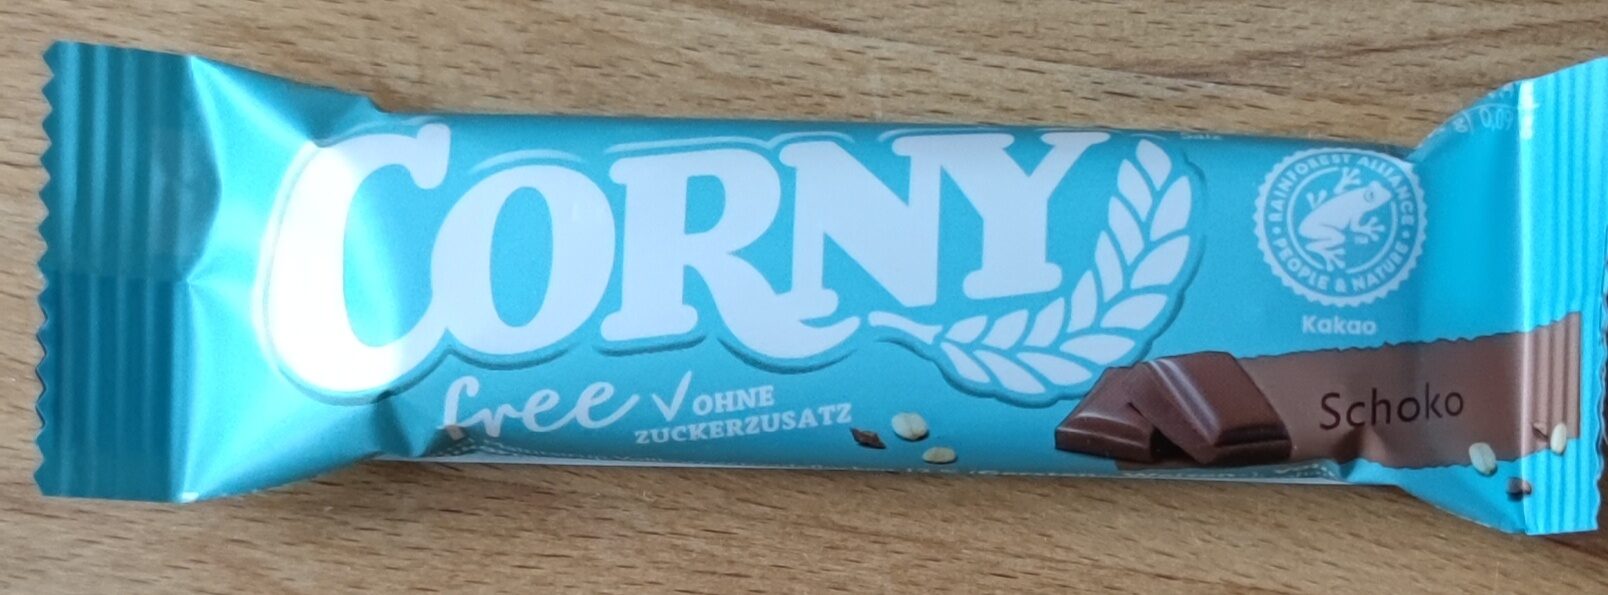 CORNY
free ✓ OHNE
ZUCKERZUSATZ
RAINFOREST ALLIANCE
PEOPLE & NATURE
Kakao
Schoko